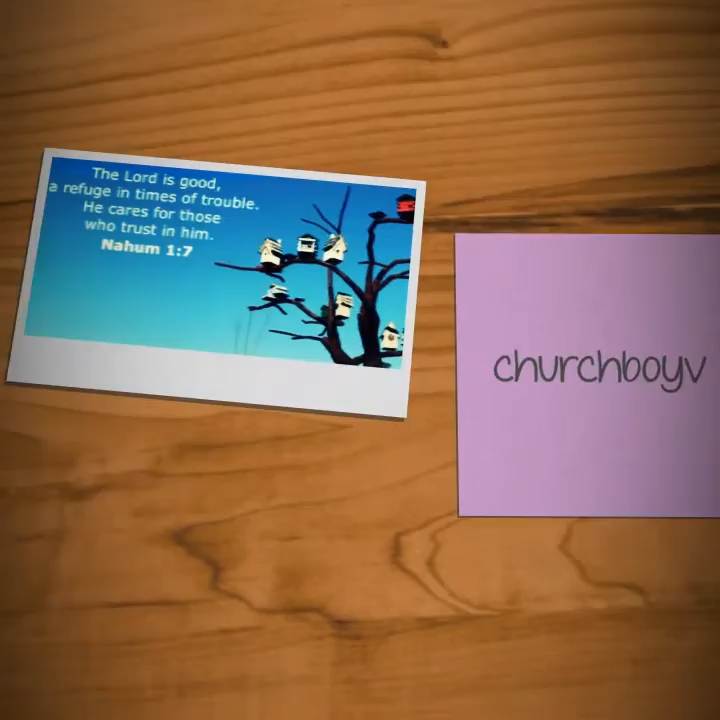 The Lord is good,
a refuge in times of trouble.
He cares for those
who trust in him.
Nahum 1:7
churchboyv